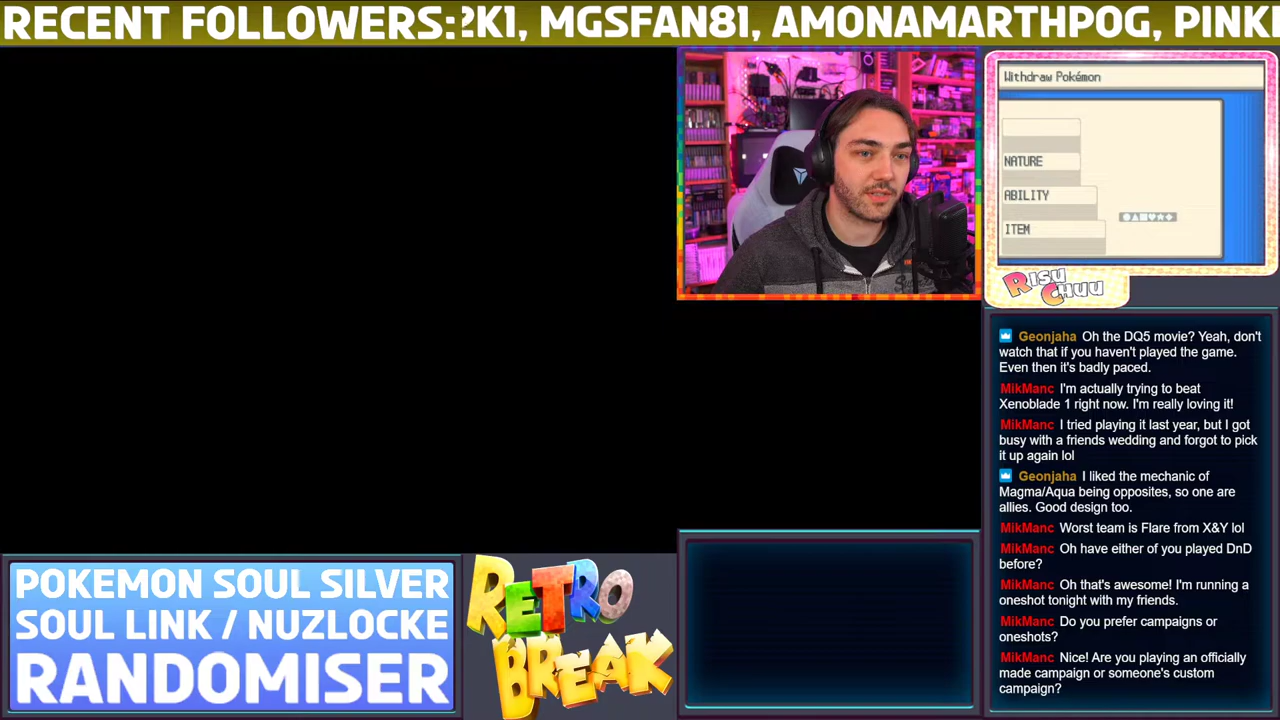 RECENT FOLLOWERS: 2K1, MGSFAN81, AMONAMARTHPOG, PINK
Withdraw Pokémon
NATURE
ABILITY
ITEM
RISU
CHUU
Geonjaha Oh the DQ5 movie? Yeah, don't
watch that if you haven't played the game.
Even then it's badly paced.
MikManc I'm actually trying to beat
Xenoblade 1 right now. I'm really loving it!
MikManc I tried playing it last year, but I got
busy with a friends wedding and forgot to pick
it up again lol
Geonjaha I liked the mechanic of
Magma/Aqua being opposites, so one are
allies. Good design too.
MikManc Worst team is Flare from X&Y lol
MikManc Oh have either of you played DnD
before?
MikManc Oh that's awesome! I'm running a
oneshot tonight with my friends.
MikManc Do you prefer campaigns or
oneshots?
MikManc Nice! Are you playing an officially
made campaign or someone's custom
campaign?
POKEMON SOUL SILVER
SOUL LINK / NUZLOCKE
RANDOMISER
RETRO
BREAK